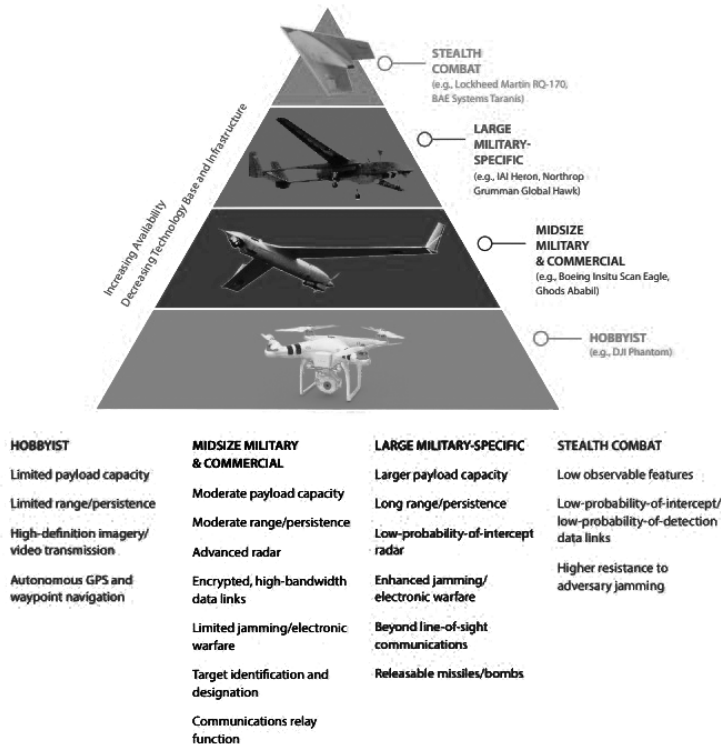 STEALTH
COMBAT
(e.g., Lockheed Martin RQ-170,
BAE Systems Taranis)
LARGE
MILITARY-
SPECIFIC
(e.g., IAI Heron, Northrop
Grumman Global Hawk)
MIDSIZE
MILITARY
& COMMERCIAL
(e.g., Boeing Insitu Scan Eagle,
Ghods Ababil)
HOBBYIST
(e.g., DJI Phantom)
Increasing Availability
Decreasing Technology Base and Infrastructure
HOBBYIST
Limited payload capacity
Limited range/persistence
High-definition imagery/
video transmission
Autonomous GPS and
waypoint navigation
MIDSIZE MILITARY
& COMMERCIAL
Moderate payload capacity
Moderate range/persistence
Advanced radar
Encrypted, high-bandwidth
data links
Limited jamming/electronic
warfare
Target identification and
designation
Communications relay
function
LARGE MILITARY-SPECIFIC
Larger payload capacity
Long range/persistence
Low-probability-of-intercept
radar
Enhanced jamming/
electronic warfare
Beyond line-of-sight
communications
Releasable missiles/bombs
STEALTH COMBAT
Low observable features
Low-probability-of-intercept/
low-probability-of-detection
data links
Higher resistance to
adversary jamming